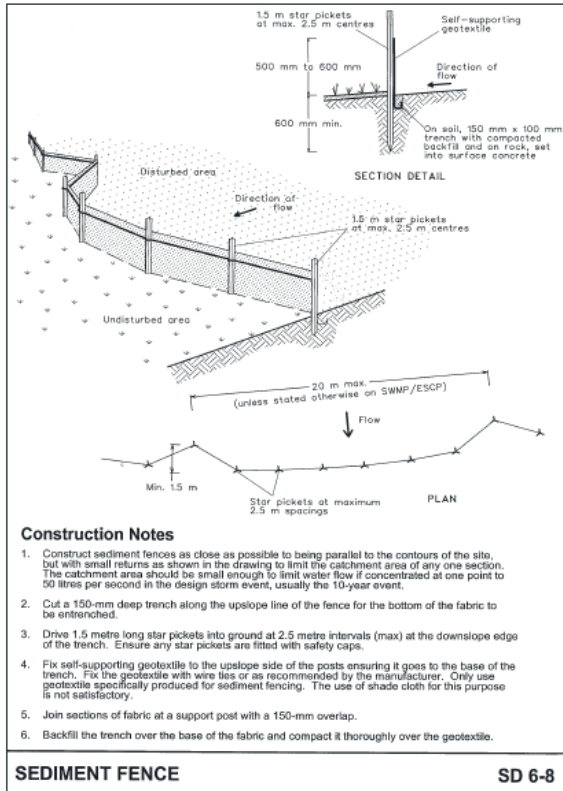 1.5 m star pickets
at max. 2.5 m centres
Self-supporting
geotextile
500 mm to 600 mm
Direction of
flow
600 mm min.
On soil, 150 mm x 100 mm
trench with compacted
backfill and on rock, set
into surface concrete
SECTION DETAIL
Disturbed area
Direction of
flow
1.5 m star pickets
at max. 2.5 m centres
Undisturbed area
20 m max.
(unless stated otherwise on SWMP/ESCP)
Flow
Min. 1.5 m
Star pickets at maximum
2.5 m spacings
PLAN
Construction Notes
1. Construct sediment fences as close as possible to being parallel to the contours of the site,
but with small returns as shown in the drawing to limit the catchment area of any one section.
The catchment area should be small enough to limit water flow if concentrated at one point to
50 litres per second in the design storm event, usually the 10-year event.
2. Cut a 150-mm deep trench along the upslope line of the fence for the bottom of the fabric to
be entrenched.
3. Drive 1.5 metre long star pickets into ground at 2.5 metre intervals (max) at the downslope edge
of the trench. Ensure any star pickets are fitted with safety caps.
4. Fix self-supporting geotextile to the upslope side of the posts ensuring it goes to the base of the
trench. Fix the geotextile with wire ties or as recommended by the manufacturer. Only use
geotextile specifically produced for sediment fencing. The use of shade cloth for this purpose
is not satisfactory.
5. Join sections of fabric at a support post with a 150-mm overlap.
6. Backfill the trench over the base of the fabric and compact it thoroughly over the geotextile.
SEDIMENT FENCE
SD 6-8